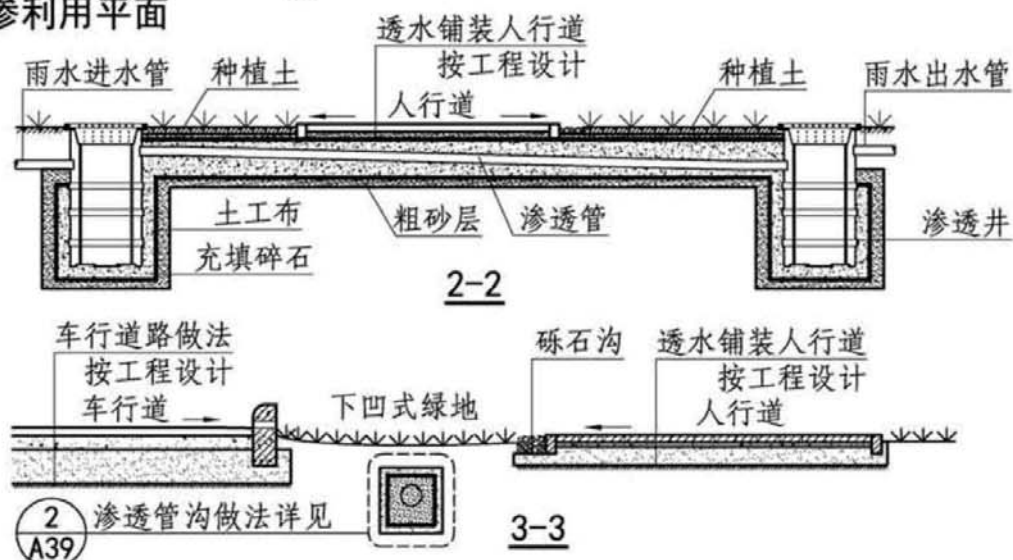 渗利用平面
透水铺装人行道
按工程设计
雨水进水管 种植土 人行道 种植土 雨水出水管
土工布 粗砂层 渗透管 渗透井
充填碎石
2-2
车行道路做法 砾石沟 透水铺装人行道
按工程设计 按工程设计
车行道 下凹式绿地 人行道
2 渗透管沟做法详见
A39
3-3